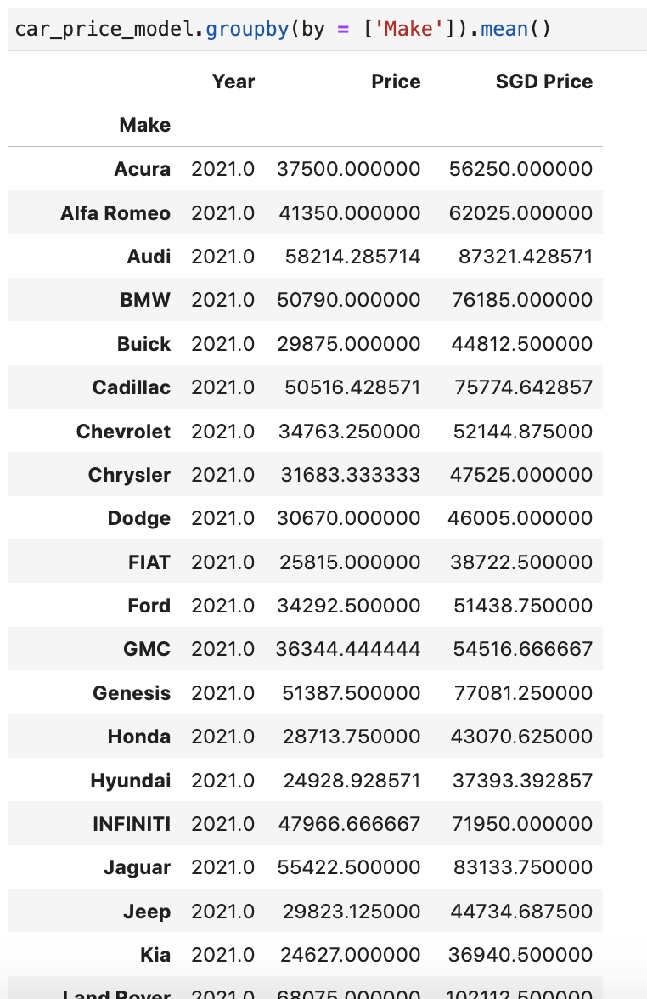 car_price_model.groupby(by = ['Make']).mean()
Year Price SGD Price
Make
Acura 2021.0 37500.000000 56250.000000
Alfa Romeo 2021.0 41350.000000 62025.000000
Audi 2021.0 58214.285714 87321.428571
BMW 2021.0 50790.000000 76185.000000
Buick 2021.0 29875.000000 44812.500000
Cadillac 2021.0 50516.428571 75774.642857
Chevrolet 2021.0 34763.250000 52144.875000
Chrysler 2021.0 31683.333333 47525.000000
Dodge 2021.0 30670.000000 46005.000000
FIAT 2021.0 25815.000000 38722.500000
Ford 2021.0 34292.500000 51438.750000
GMC 2021.0 36344.444444 54516.666667
Genesis 2021.0 51387.500000 77081.250000
Honda 2021.0 28713.750000 43070.625000
Hyundai 2021.0 24928.928571 37393.392857
INFINITI 2021.0 47966.666667 71950.000000
Jaguar 2021.0 55422.500000 83133.750000
Jeep 2021.0 29823.125000 44734.687500
Kia 2021.0 24627.000000 36940.500000
Land Rover 2021.0 68075.000000 102112.500000